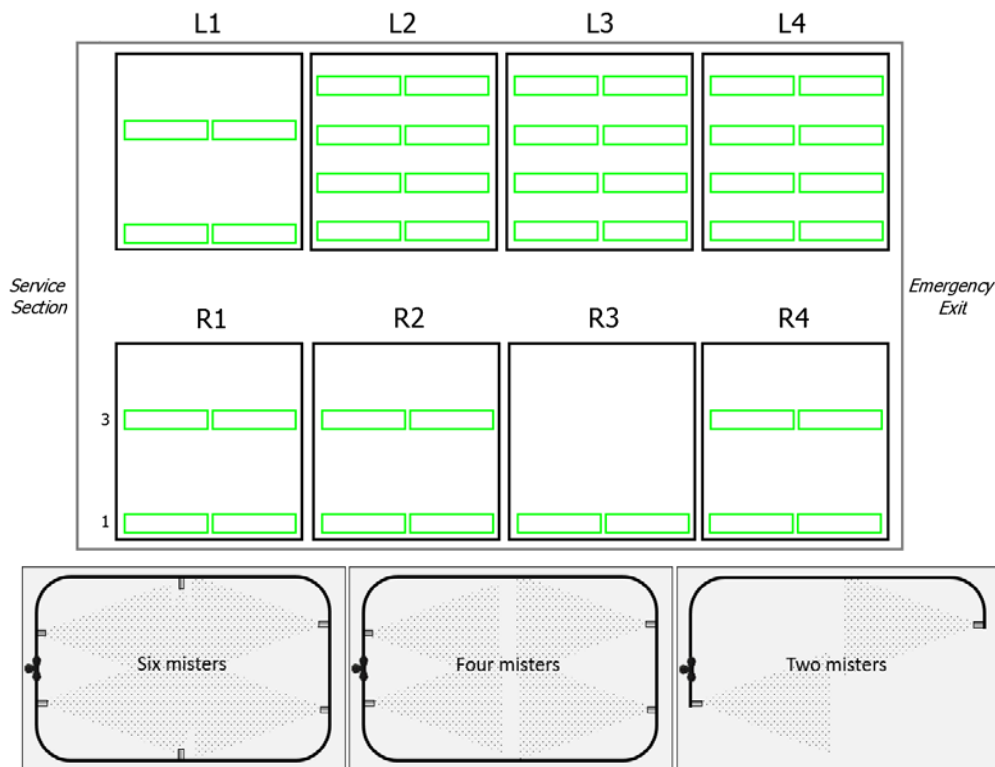 L1 L2 L3 L4
Service
Section
Emergency
Exit
R1 R2 R3 R4
3
1
Six misters
Four misters
Two misters